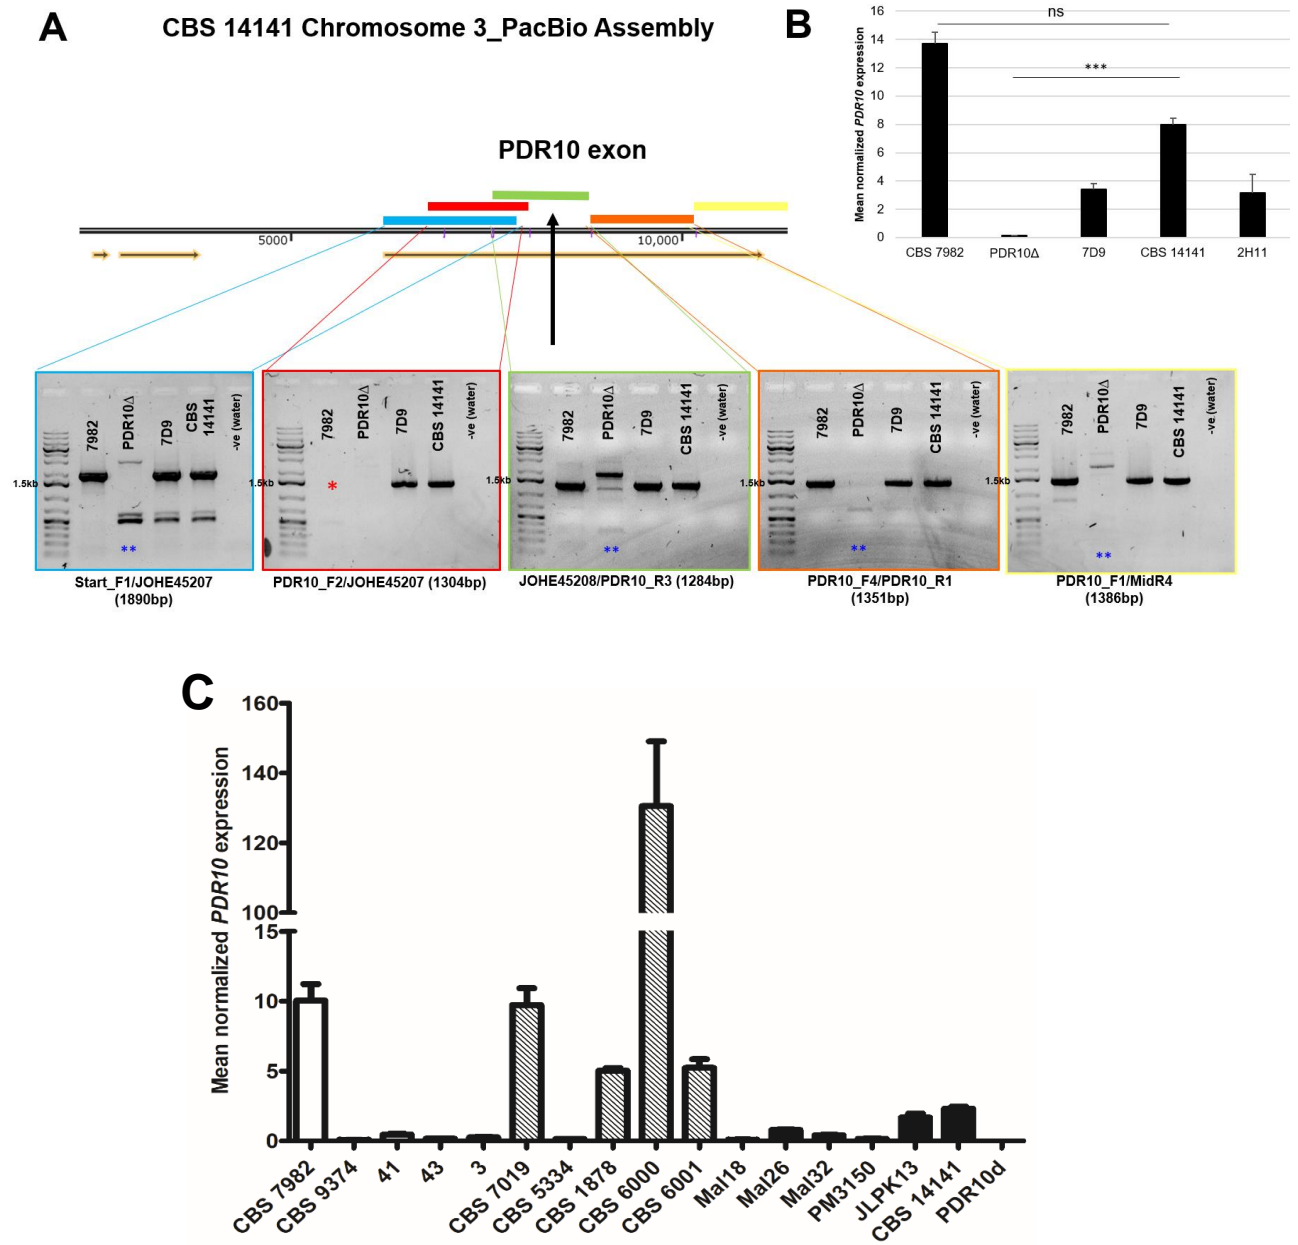 A
CBS 14141 Chromosome 3_PacBio Assembly
PDR10 exon
5000
10,000
7982
PDR10Δ
7D9
CBS
14141
-ve (water)
1.5kb
Start_F1/JOHE45207
(1890bp)
7982
PDR10Δ
7D9
CBS 14141
-ve (water)
1.5kb
*
PDR10_F2/JOHE45207 (1304bp)
7982
PDR10Δ
7D9
CBS 14141
-ve (water)
1.5kb
**
JOHE45208/PDR10_R3 (1284bp)
7982
PDR10Δ
7D9
CBS 14141
-ve (water)
1.5kb
**
PDR10_F4/PDR10_R1
(1351bp)
7982
PDR10Δ
7D9
CBS 14141
-ve (water)
1.5kb
**
PDR10_F1/MidR4
(1386bp)
**
B
Mean normalized PDR10 expression
16
14
12
10
8
6
4
2
0
ns
***
CBS 7982
PDR10Δ
7D9
CBS 14141
2H11
C
Mean normalized PDR10 expression
160
140
120
100
15
10
5
0
CBS 7982
CBS 9374
41
43
3
CBS 7019
CBS 5334
CBS 1878
CBS 6000
CBS 6001
Mal18
Mal26
Mal32
PM3150
JLPK13
CBS 14141
PDR10d